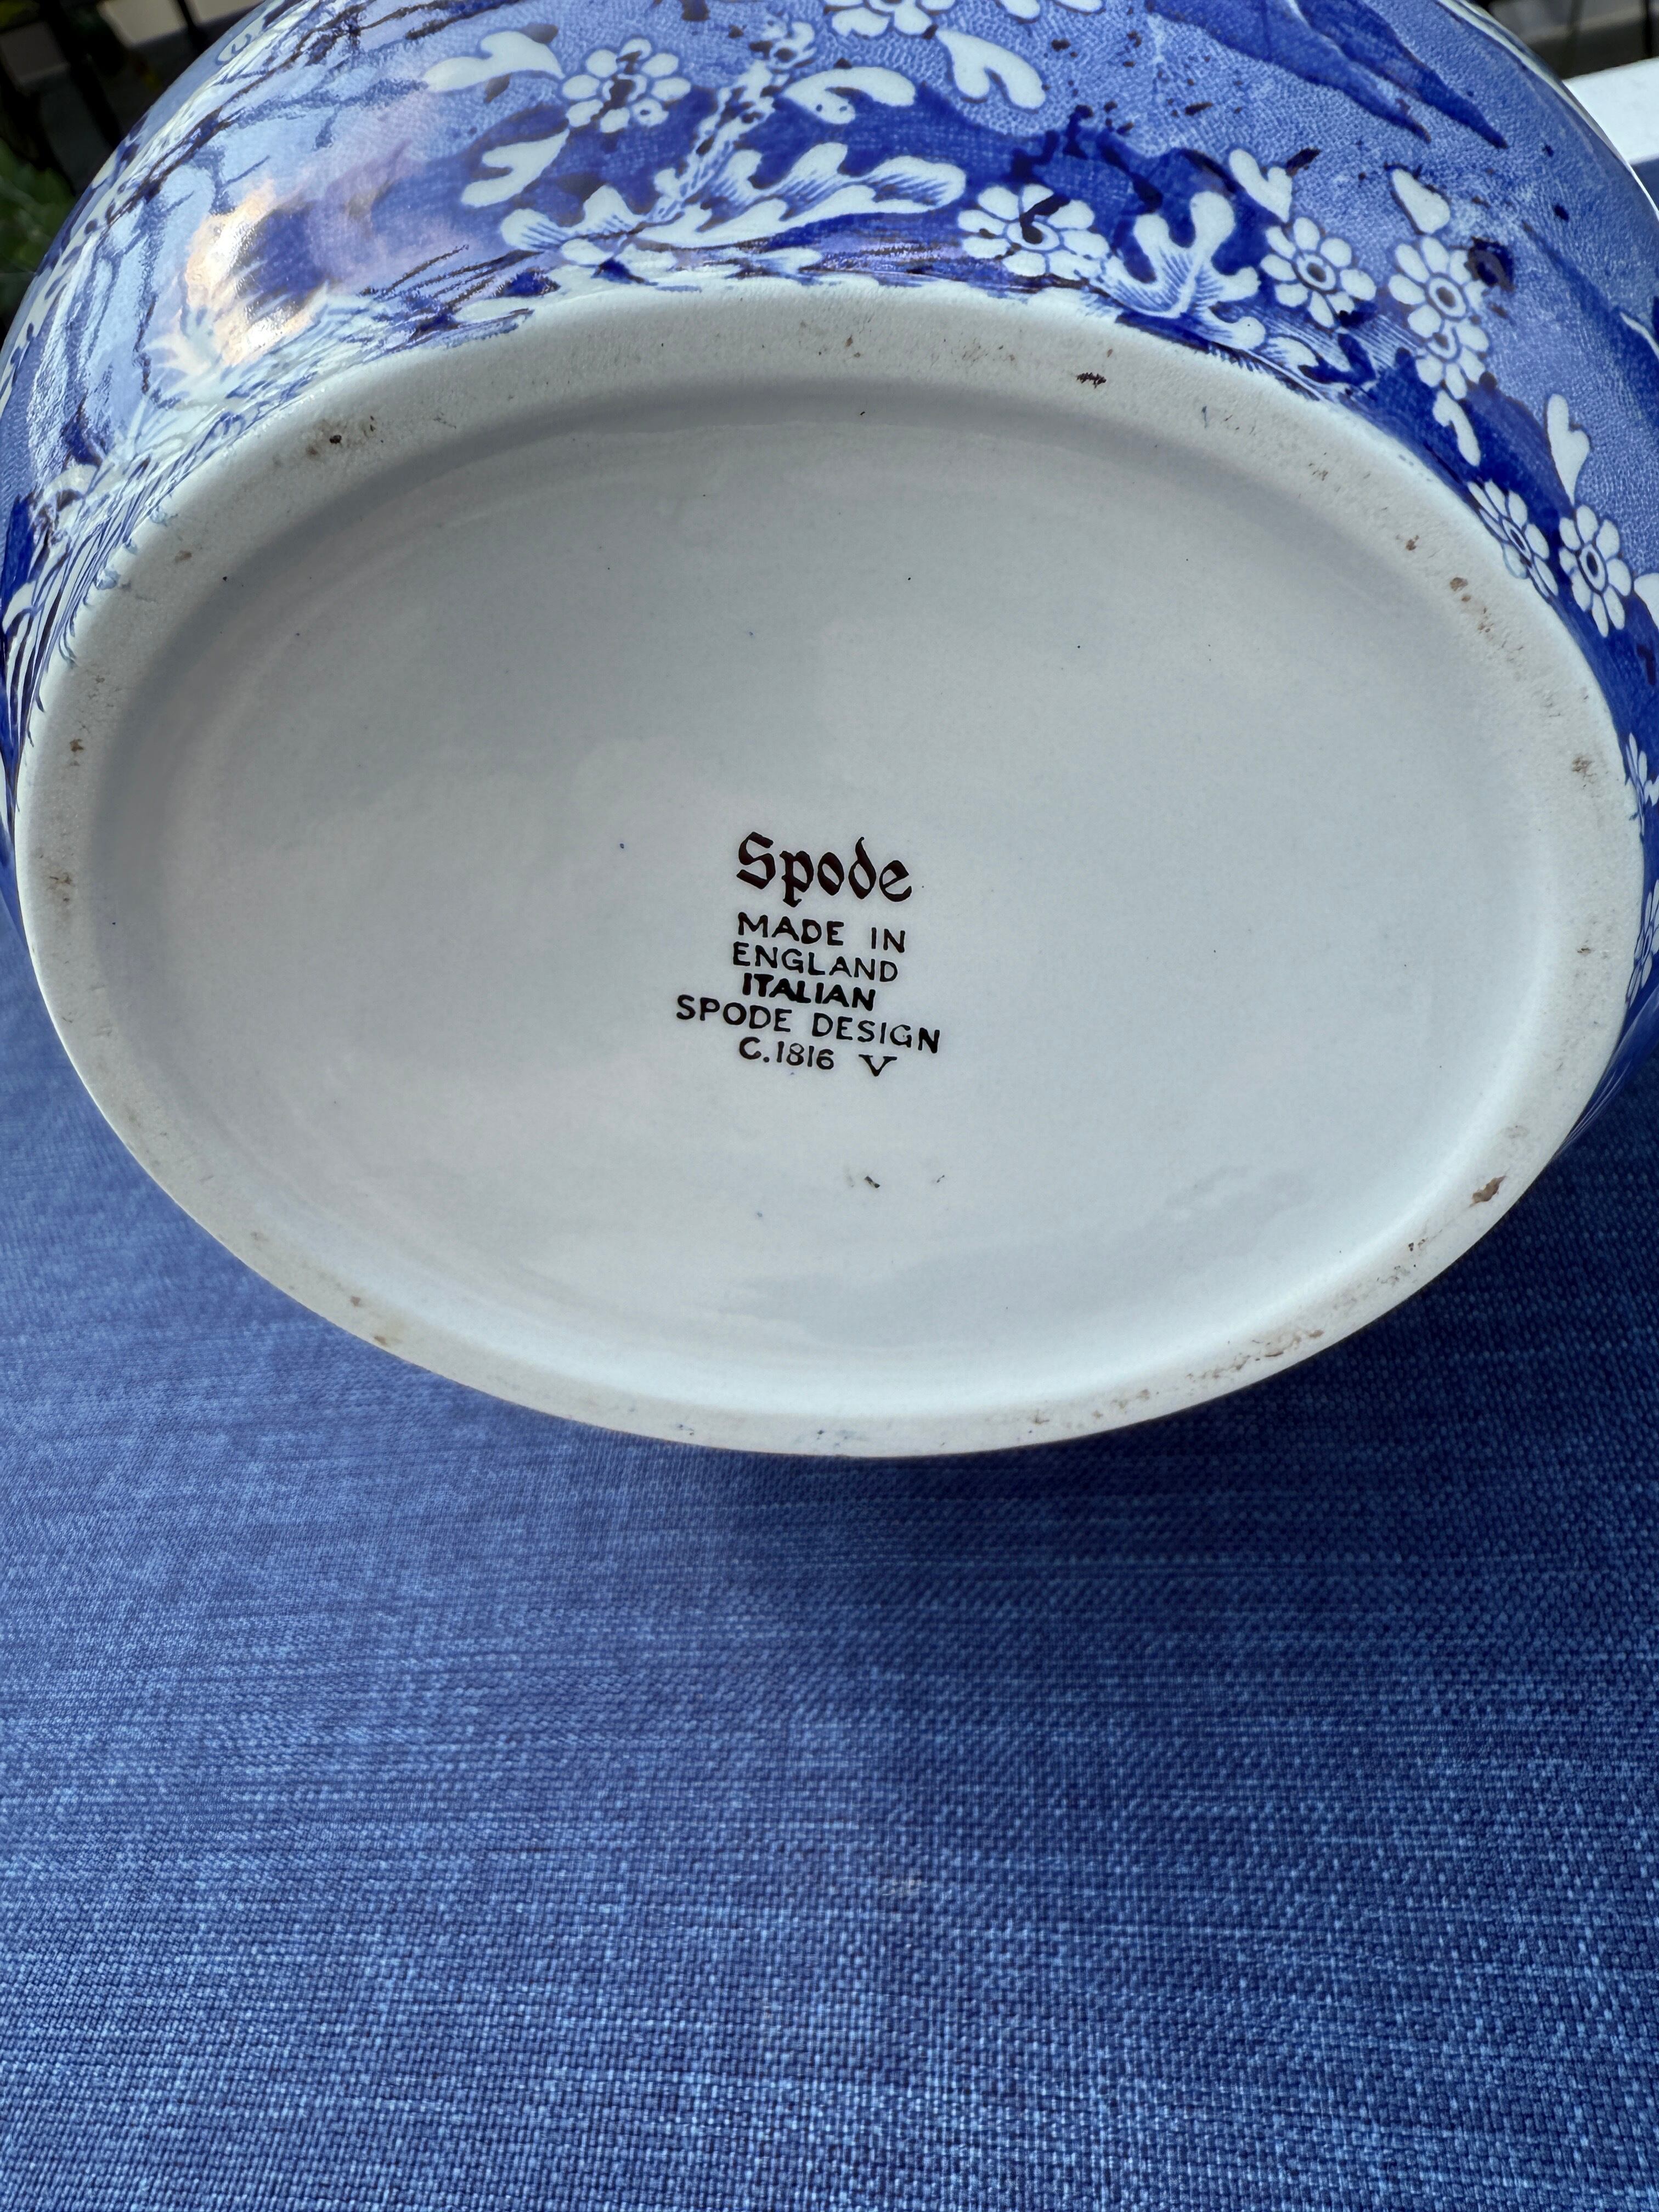 Spode
MADE IN
ENGLAND
ITALIAN
SPODE DESIGN
C.1816 V